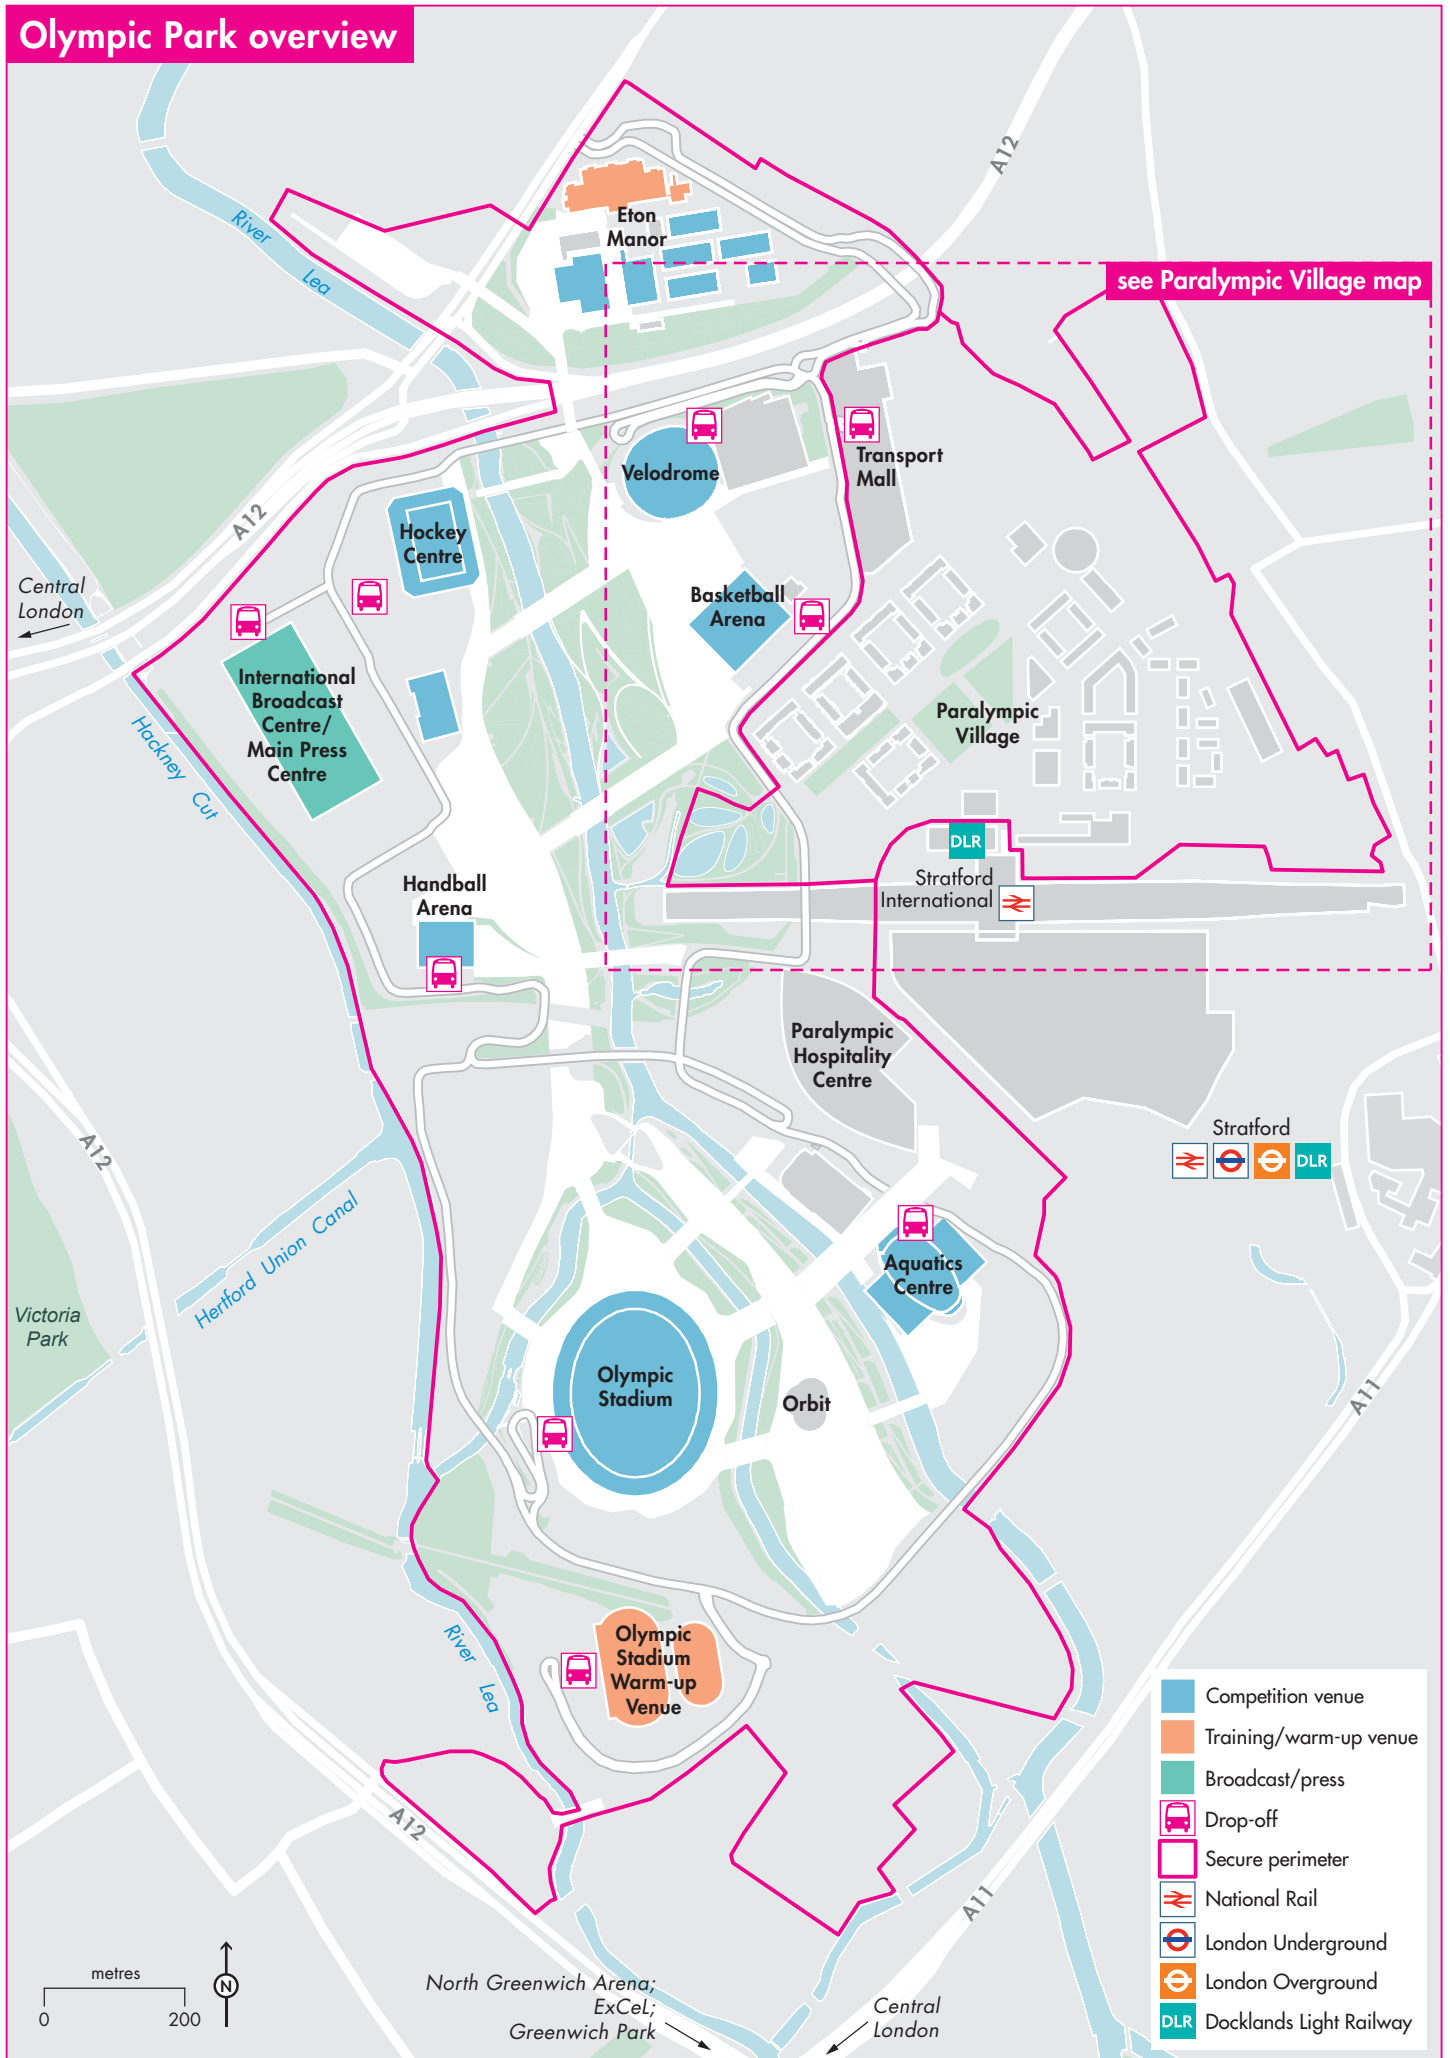 Olympic Park overview
A12
River
Lea
Eton
Manor
see Paralympic Village map
Velodrome
Transport
Mall
A12
Hockey
Centre
Central
London
Basketball
Arena
International
Broadcast
Centre/
Main Press
Centre
Hackney Cut
Paralympic
Village
DLR
Stratford
International
Handball
Arena
Paralympic
Hospitality
Centre
Stratford
DLR
A12
Hertford Union Canal
Victoria
Park
Aquatics
Centre
Olympic
Stadium
Orbit
A11
River
Lea
Olympic
Stadium
Warm-up
Venue
A12
A11
Competition venue
Training/warm-up venue
Broadcast/press
Drop-off
Secure perimeter
National Rail
London Underground
London Overground
DLR Docklands Light Railway
metres
0 200
N
North Greenwich Arena;
ExCeL;
Greenwich Park
Central
London